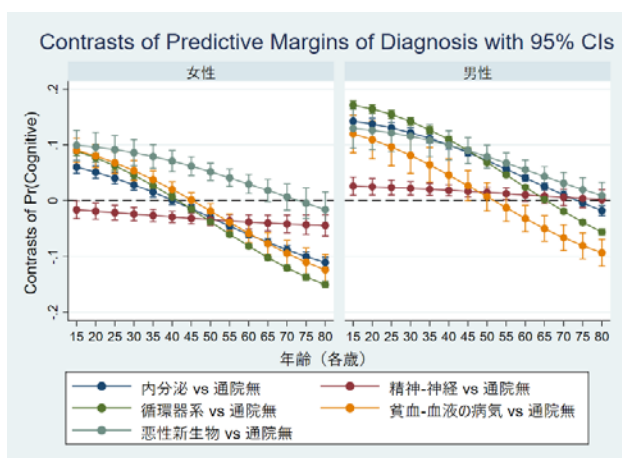 Contrasts of Predictive Margins of Diagnosis with 95% CIs
女性
男性
Contrasts of Pr(Cognitive)
.2
.1
0
-.1
-.2
15 20 25 30 35 40 45 50 55 60 65 70 75 80
15 20 25 30 35 40 45 50 55 60 65 70 75 80
年齢（各歳）
内分泌 vs 通院無
精神-神経 vs 通院無
循環器系 vs 通院無
貧血-血液の病気 vs 通院無
悪性新生物 vs 通院無